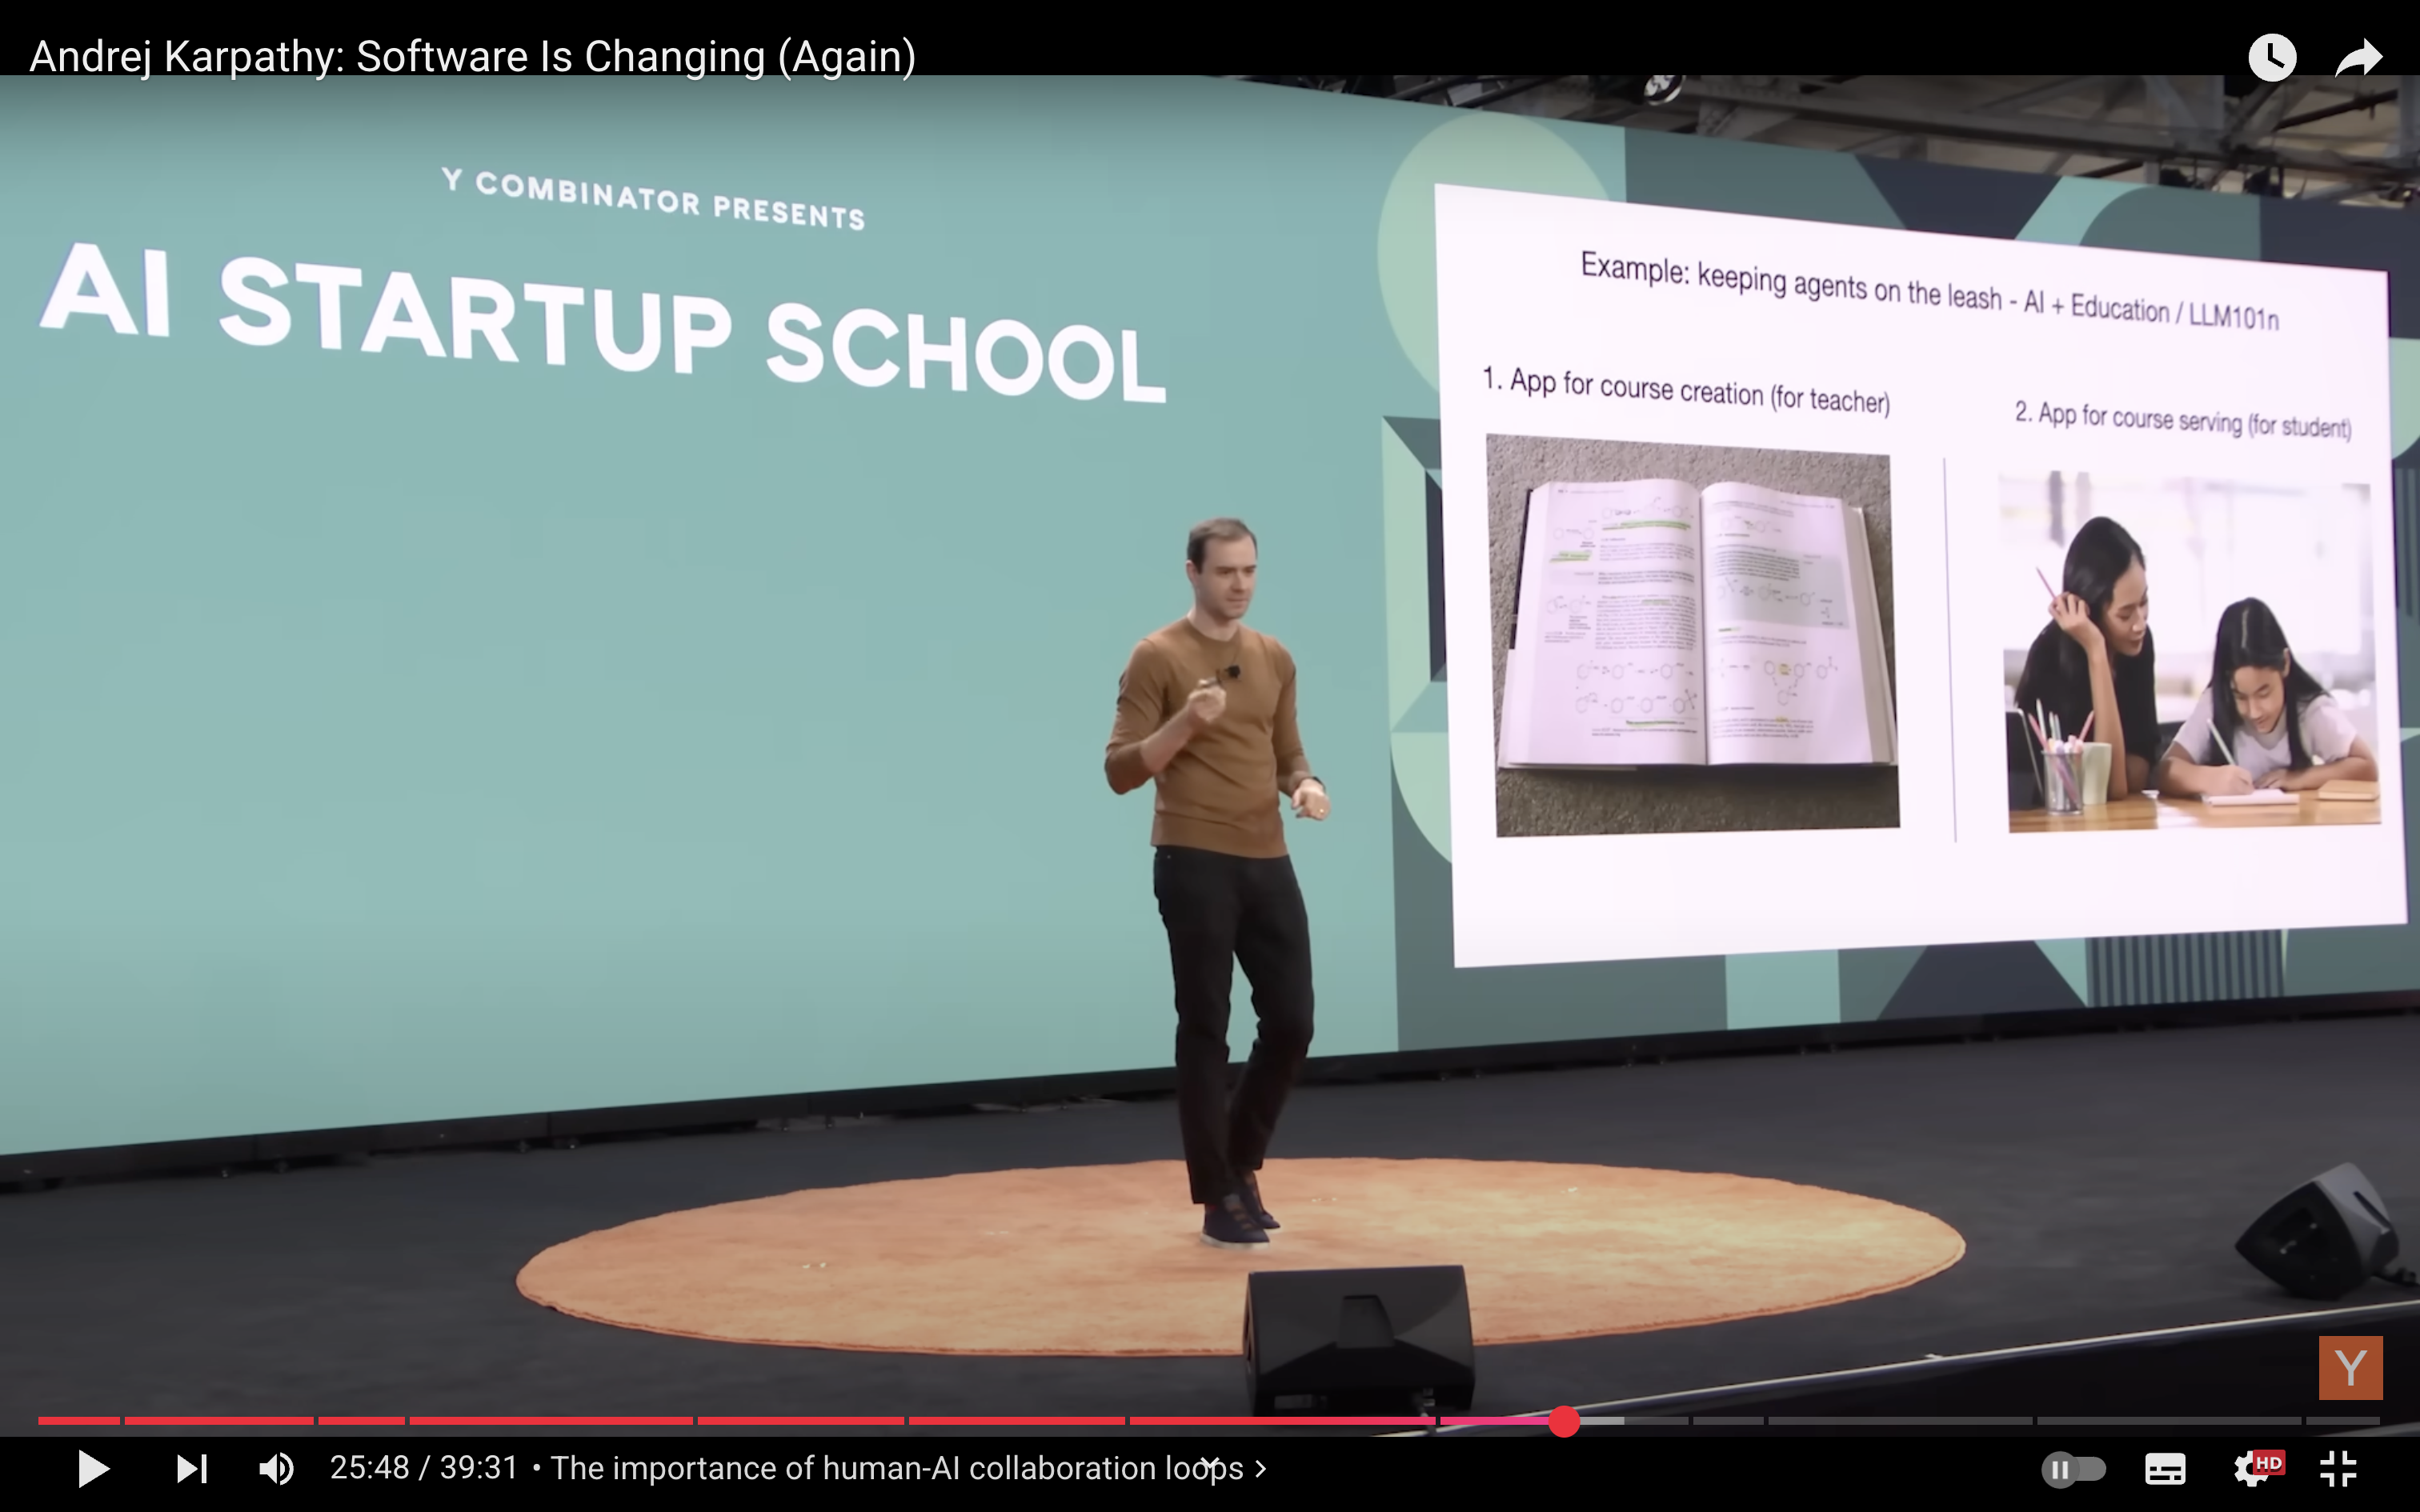 Andrej Karpathy: Software Is Changing (Again)
Y COMBINATOR PRESENTS
AI STARTUP SCHOOL
Example: keeping agents on the leash - AI + Education / LLM101n
1. App for course creation (for teacher)
2. App for course serving (for student)
Y
25:48 / 39:31 • The importance of human-AI collaboration loops
HD